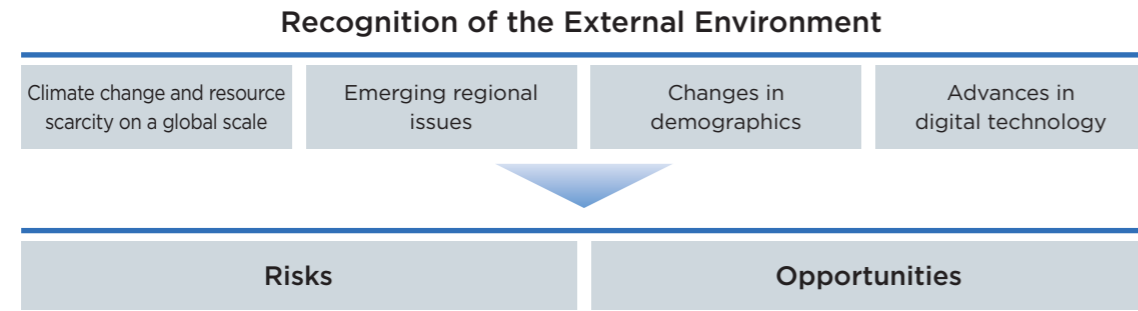 Recognition of the External Environment
Climate change and resource
scarcity on a global scale
Emerging regional
issues
Changes in
demographics
Advances in
digital technology
Risks
Opportunities